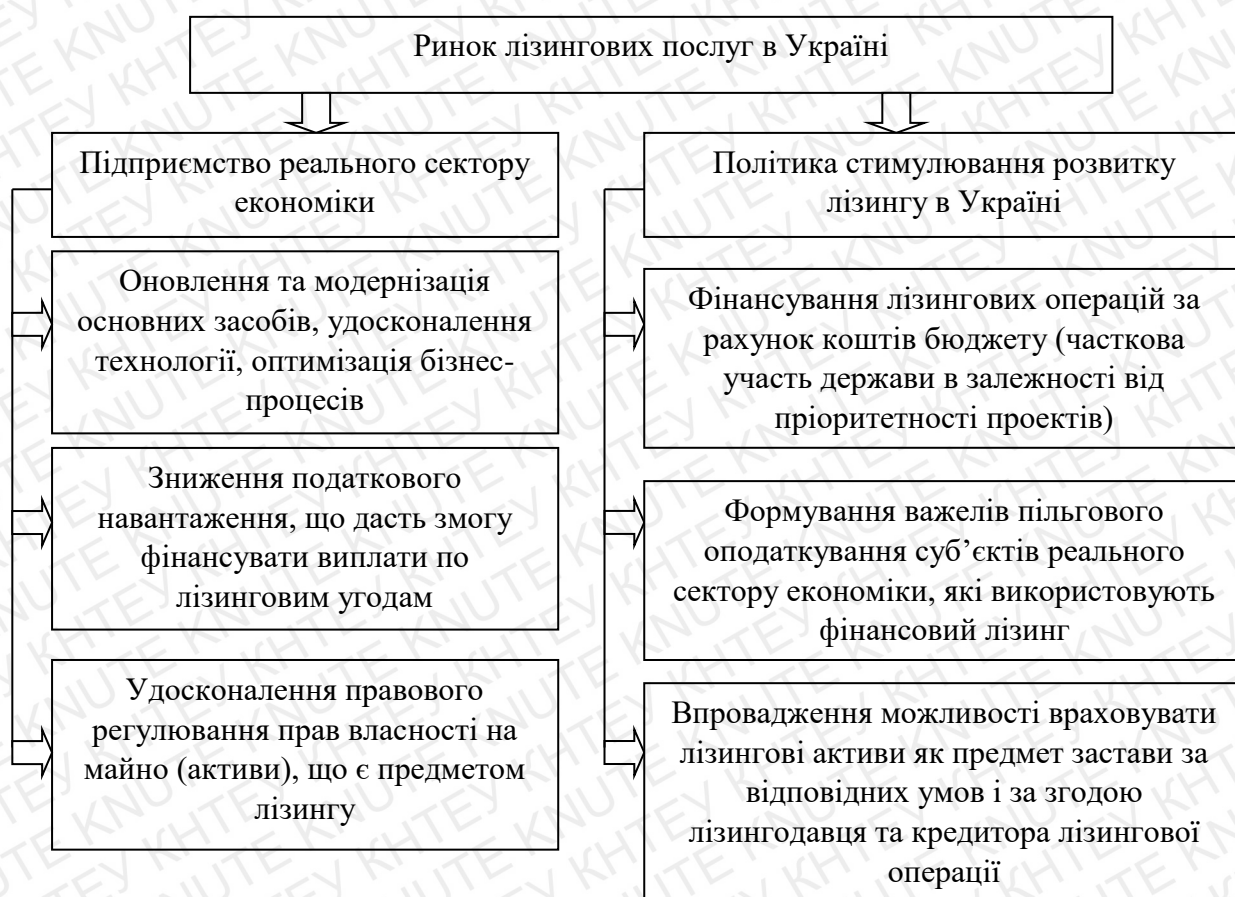 Ринок лізингових послуг в Україні
Підприємство реального сектору
економіки
Оновлення та модернізація
основних засобів, удосконалення
технології, оптимізація бізнес-
процесів
Зниження податкового
навантаження, що дасть змогу
фінансувати виплати по
лізинговим угодам
Удосконалення правового
регулювання прав власності на
майно (активи), що є предметом
лізингу
Політика стимулювання розвитку
лізингу в Україні
Фінансування лізингових операцій за
рахунок коштів бюджету (часткова
участь держави в залежності від
пріоритетності проектів)
Формування важелів пільгового
оподаткування суб’єктів реального
сектору економіки, які використовують
фінансовий лізинг
Впровадження можливості враховувати
лізингові активи як предмет застави за
відповідних умов і за згодою
лізингодавця та кредитора лізингової
операції